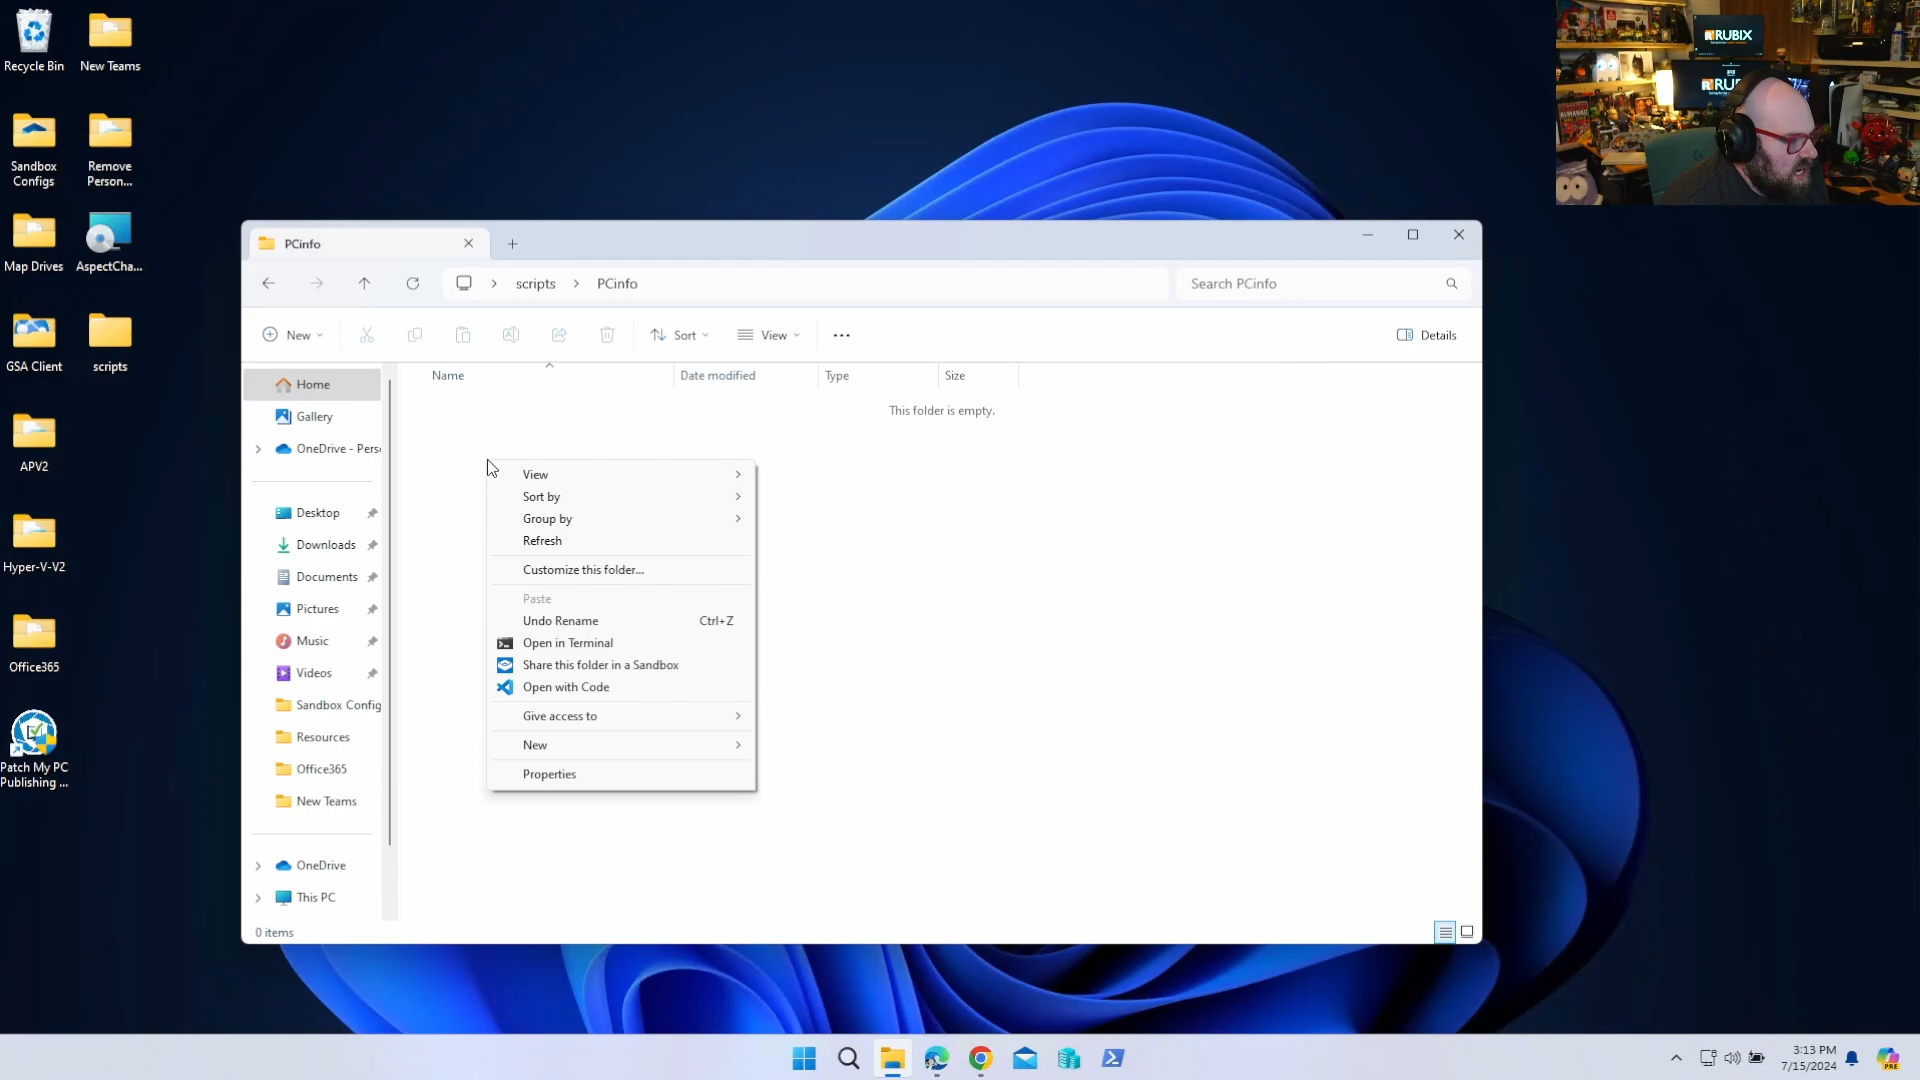 Recycle Bin
New Teams
Sandbox
Configs
Remove
Person...
Map Drives
AspectCha...
GSA Client
scripts
APV2
Hyper-V-V2
Office365
Patch My PC
Publishing ...
RUBIX
PCinfo
scripts
PCinfo
Search PCinfo
New
Sort
View
Details
Name
Date modified
Type
Size
This folder is empty.
Home
Gallery
OneDrive - Pers
Desktop
Downloads
Documents
Pictures
Music
Videos
Sandbox Config
Resources
Office365
New Teams
OneDrive
This PC
0 items
View
Sort by
Group by
Refresh
Customize this folder...
Paste
Undo Rename Ctrl+Z
Open in Terminal
Share this folder in a Sandbox
Open with Code
Give access to
New
Properties
3:13 PM
7/15/2024
PRE